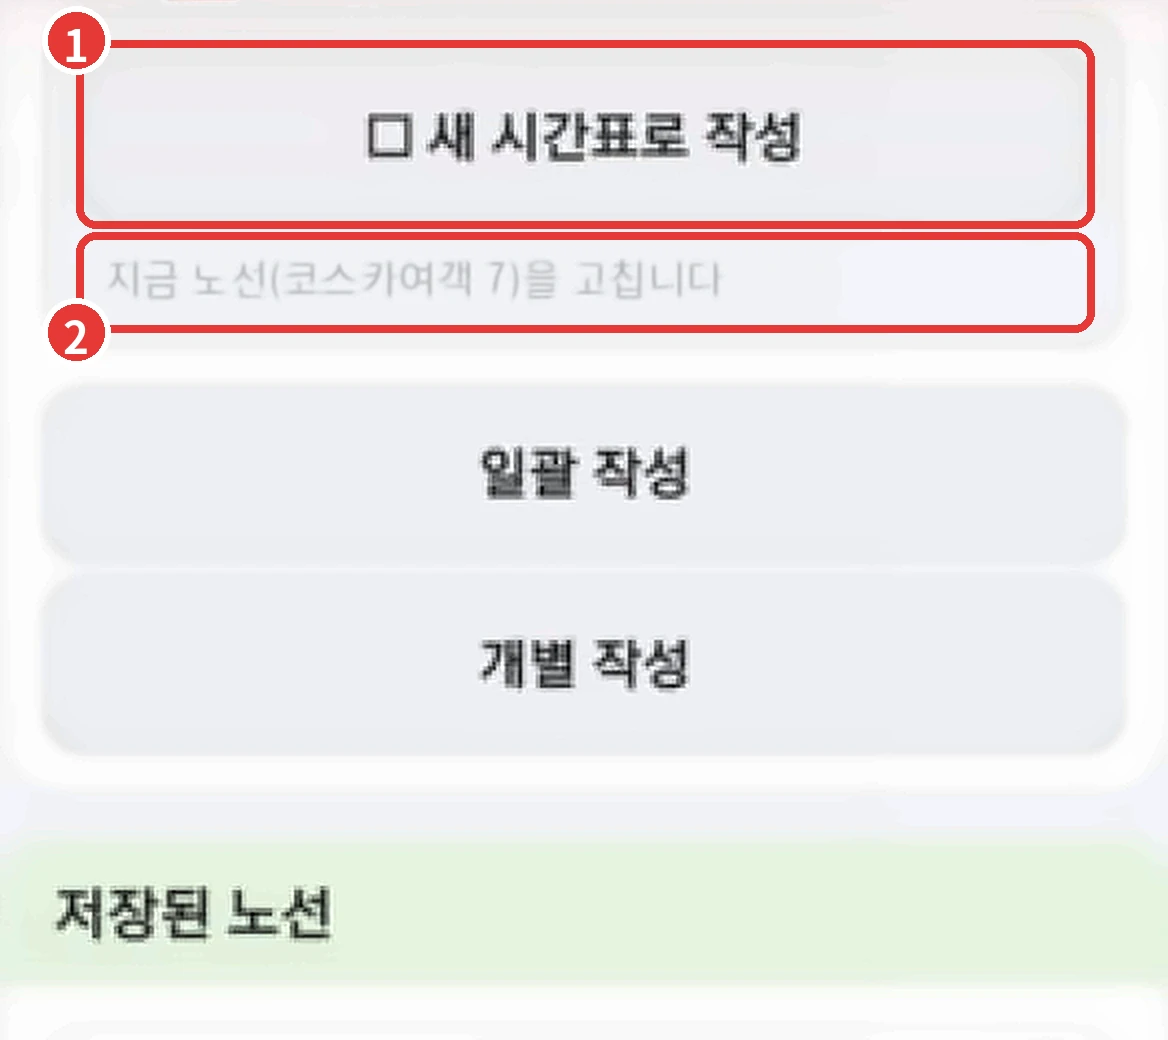 1
□ 새 시간표로 작성
지금 노선(코스카여객 7)을 고칩니다
2
일괄 작성
개별 작성
저장된 노선